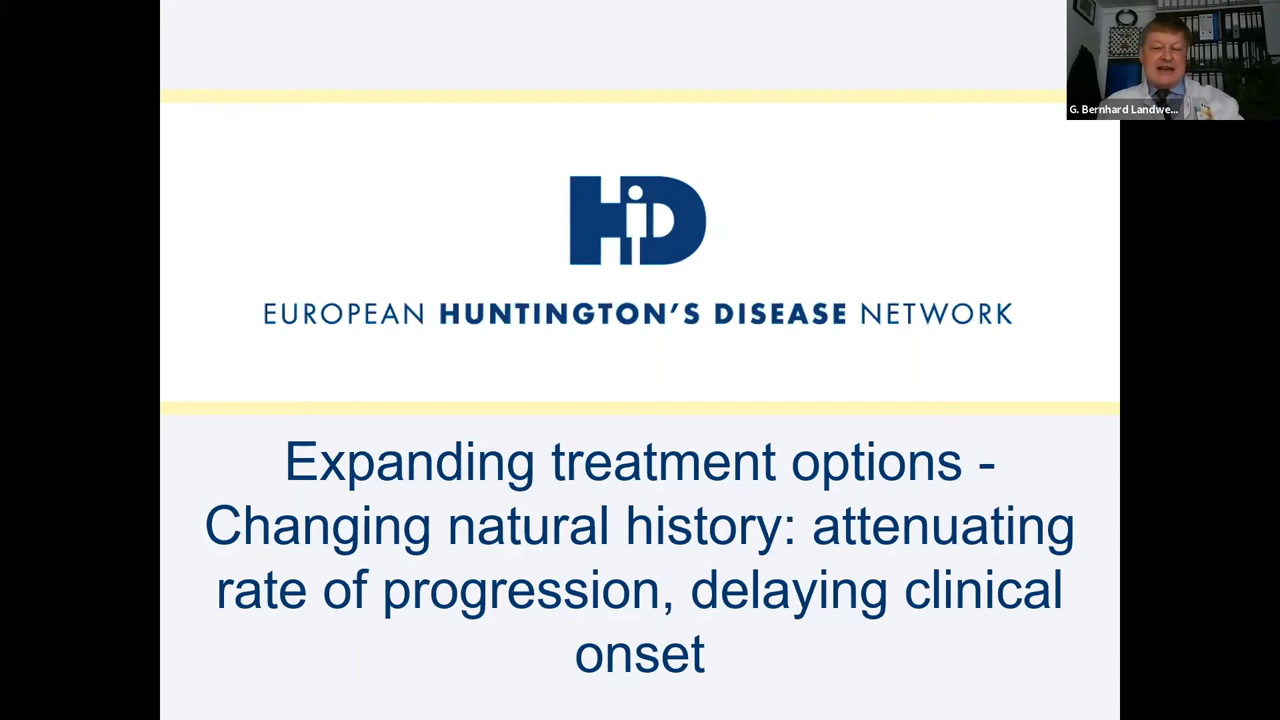 G. Bernhard Landwe...
HD
EUROPEAN HUNTINGTON'S DISEASE NETWORK
Expanding treatment options -
Changing natural history: attenuating
rate of progression, delaying clinical
onset